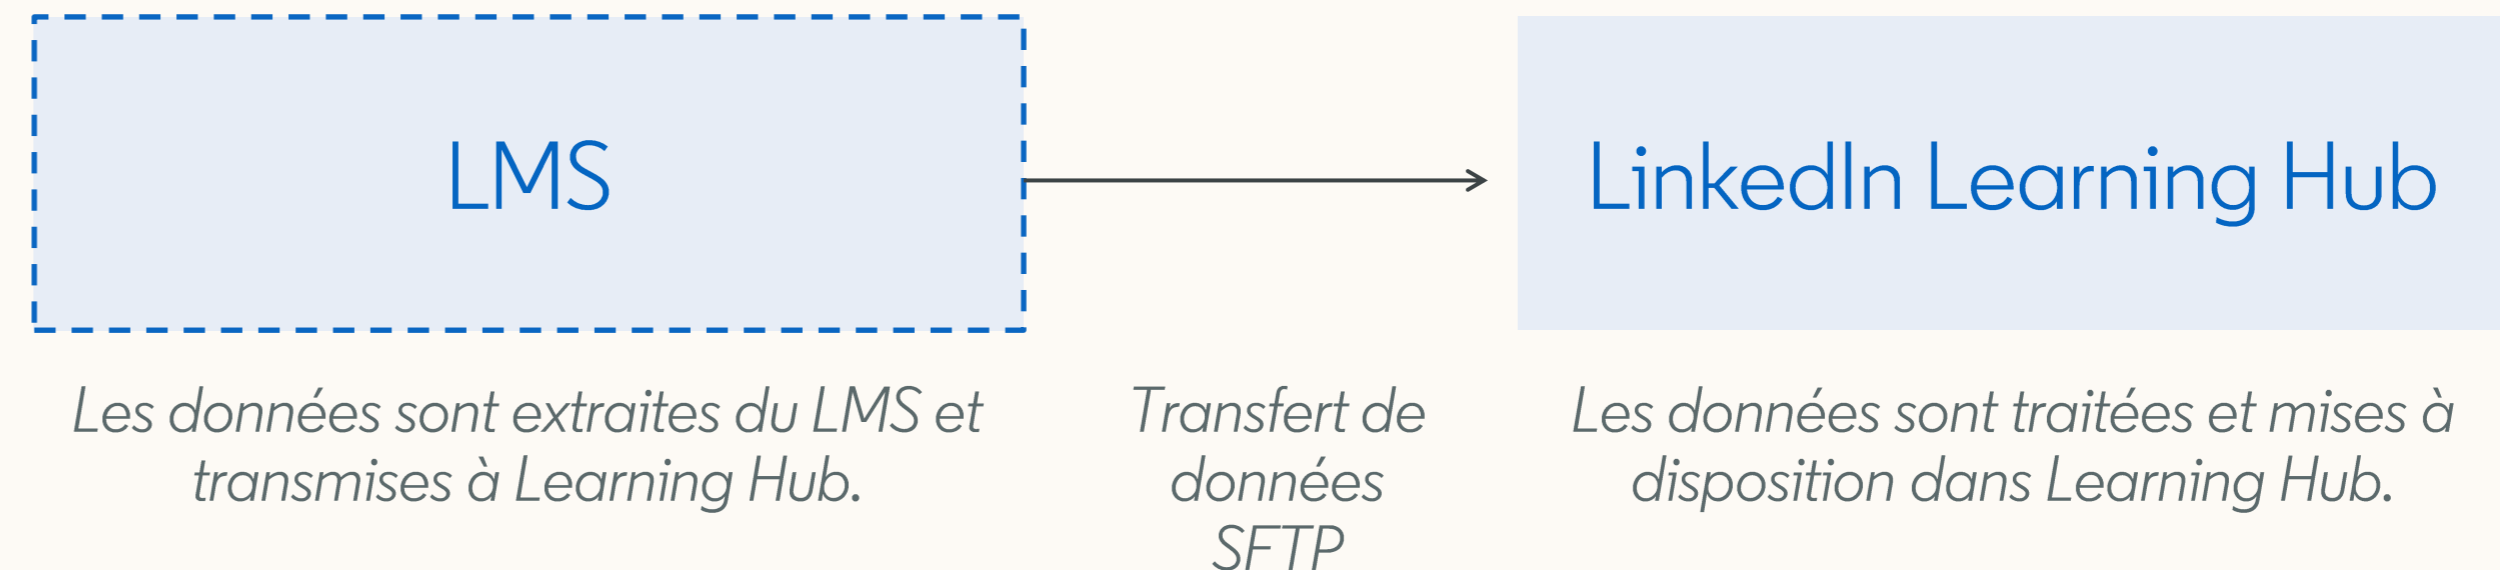 LMS
LinkedIn Learning Hub
Les données sont extraites du LMS et
transmises à Learning Hub.
Transfert de
données
SFTP
Les données sont traitées et mises à
disposition dans Learning Hub.